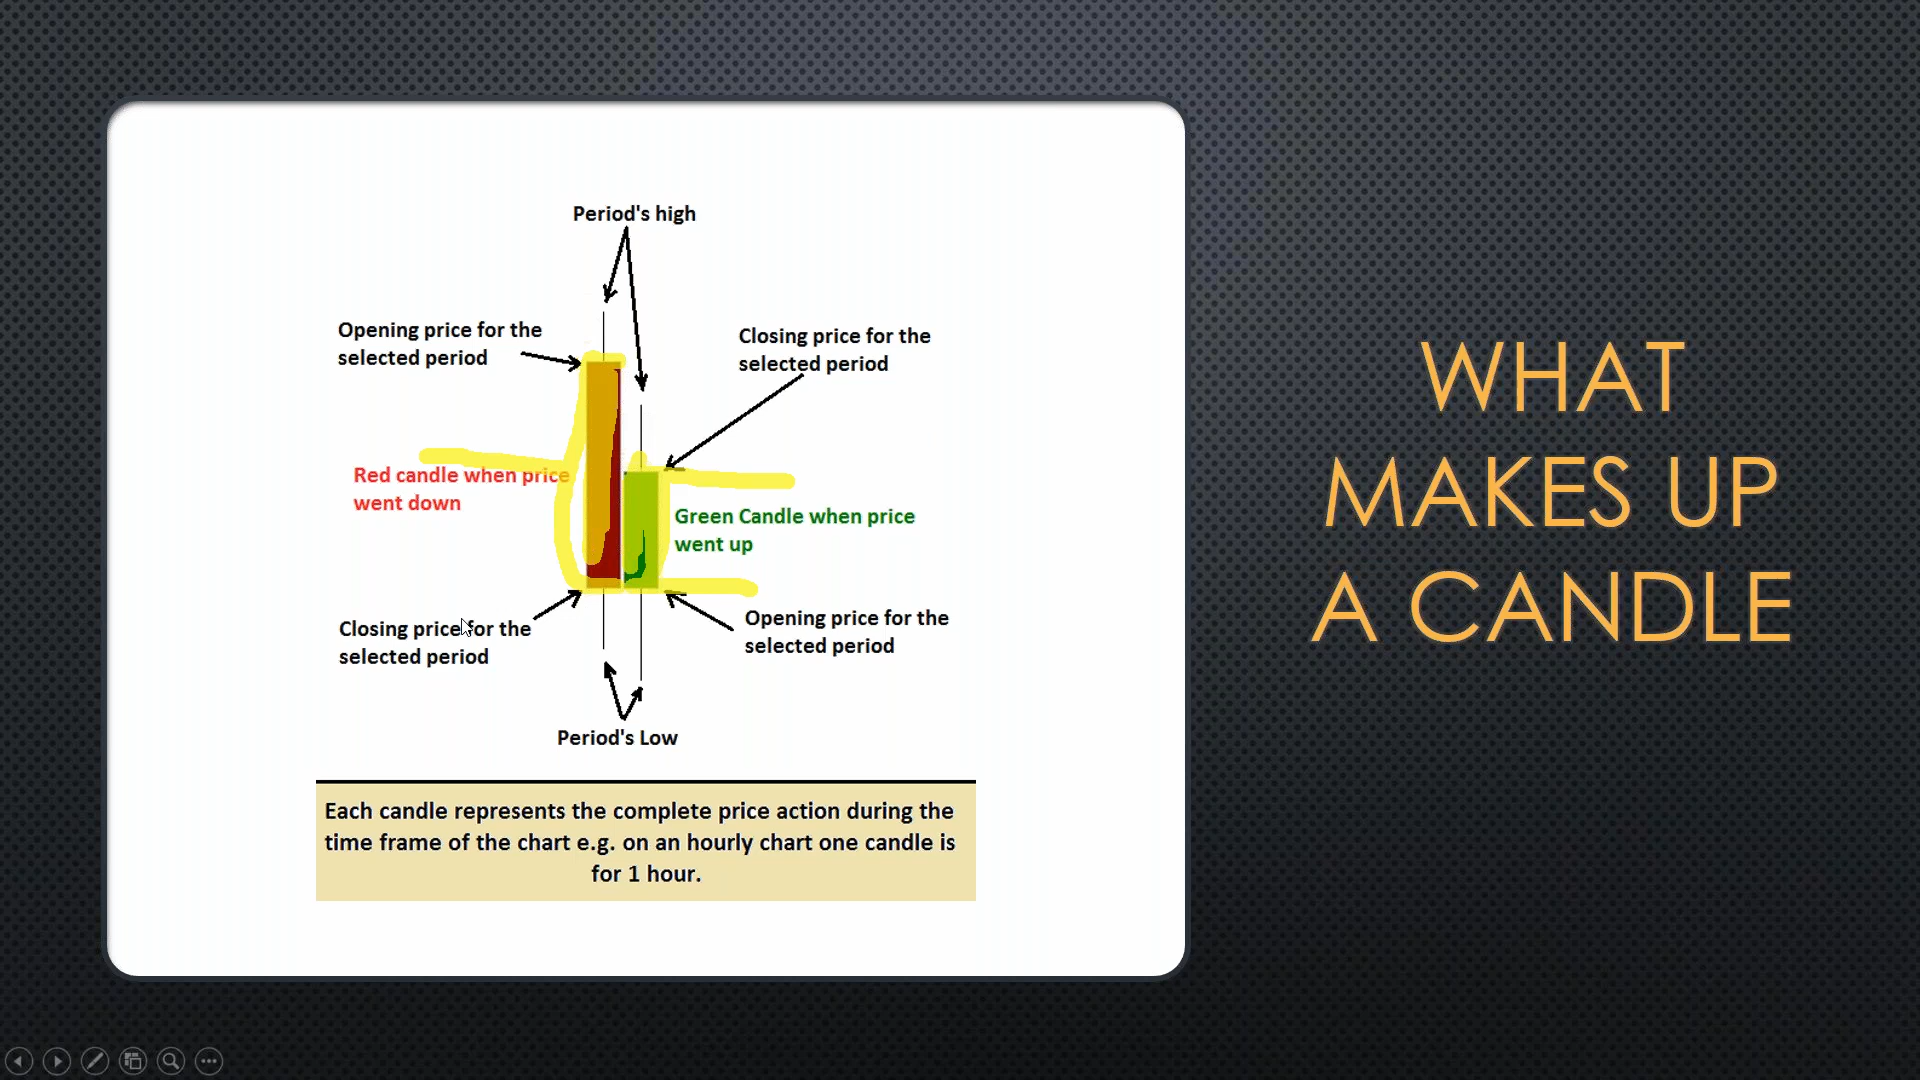 Period's high
Opening price for the
selected period
Closing price for the
selected period
Red candle when price
went down
Green Candle when price
went up
Closing price for the
selected period
Opening price for the
selected period
Period's Low
Each candle represents the complete price action during the
time frame of the chart e.g. on an hourly chart one candle is
for 1 hour.
WHAT
MAKES UP
A CANDLE